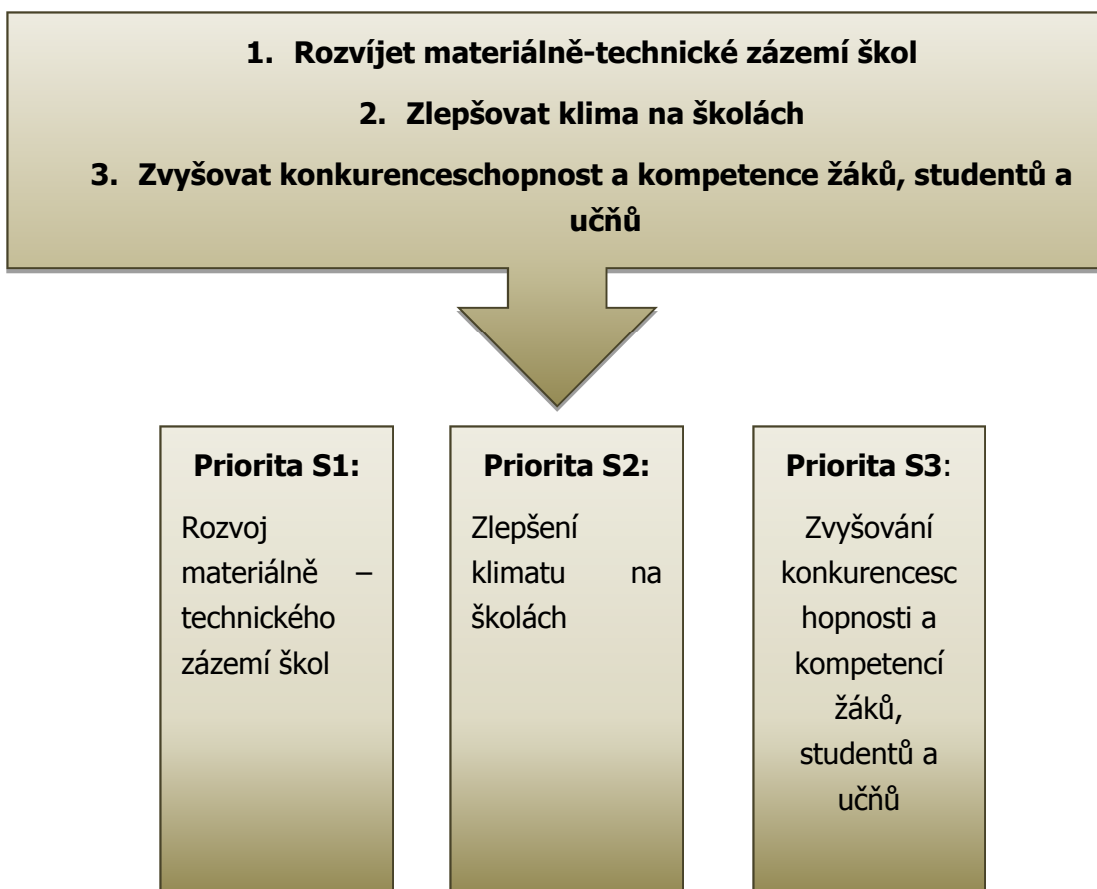 1. Rozvíjet materiálně-technické zázemí škol
2. Zlepšovat klima na školách
3. Zvyšovat konkurenceschopnost a kompetence žáků, studentů a
učňů
Priorita S1:
Rozvoj
materiálně –
technického
zázemí škol
Priorita S2:
Zlepšení
klimatu na
školách
Priorita S3:
Zvyšování
konkurencesc
hopnosti a
kompetencí
žáků,
studentů a
učňů